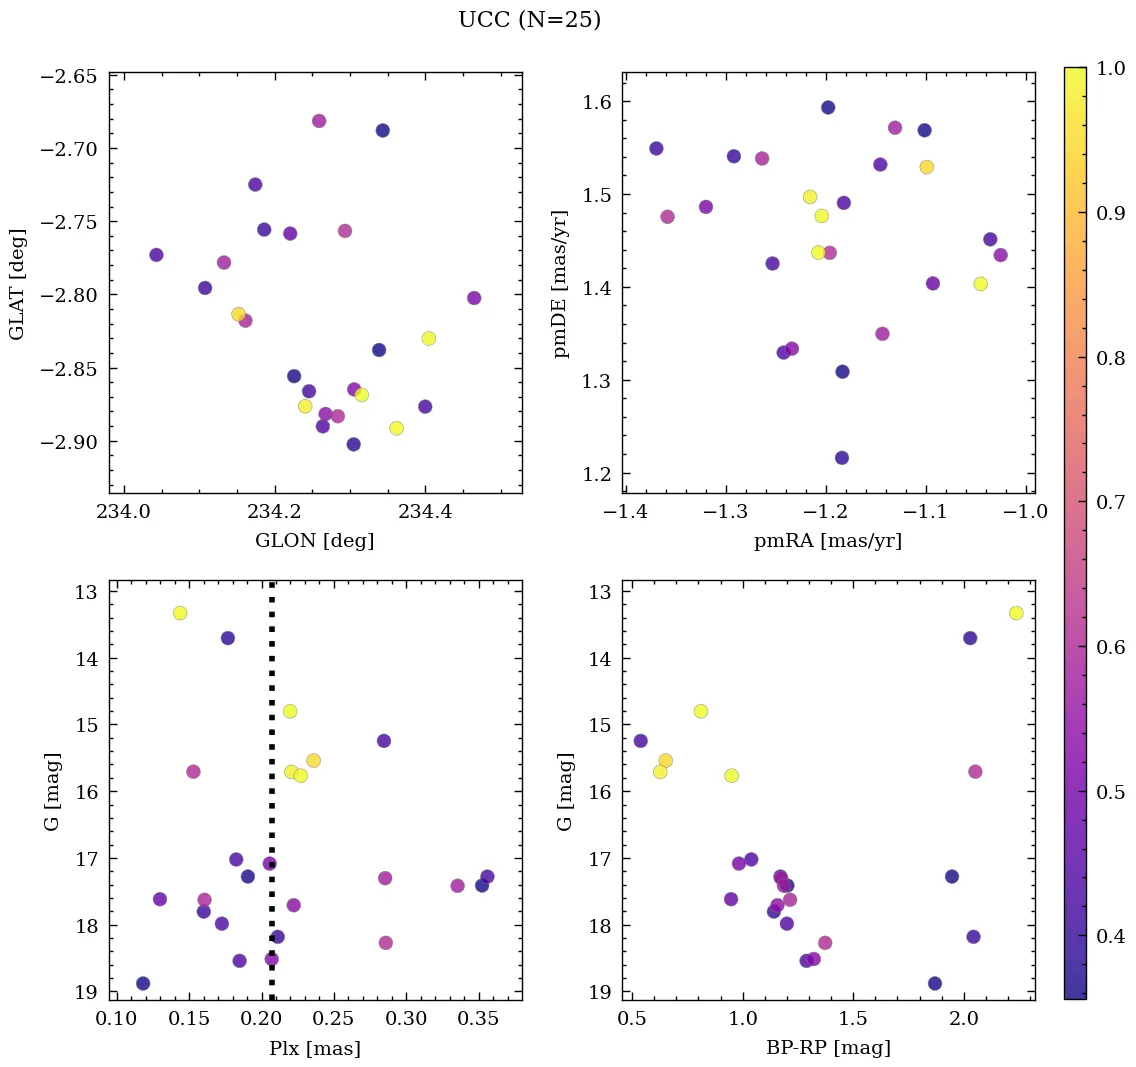 UCC (N=25)
−2.65
−2.70
−2.75
−2.80
−2.85
−2.90
GLAT [deg]
234.0 234.2 234.4
GLON [deg]
1.6
1.5
1.4
1.3
1.2
pmDE [mas/yr]
−1.4 −1.3 −1.2 −1.1 −1.0
pmRA [mas/yr]
13
14
15
16
17
18
19
G [mag]
0.10 0.15 0.20 0.25 0.30 0.35
Plx [mas]
13
14
15
16
17
18
19
G [mag]
0.5 1.0 1.5 2.0
BP-RP [mag]
1.0
0.9
0.8
0.7
0.6
0.5
0.4